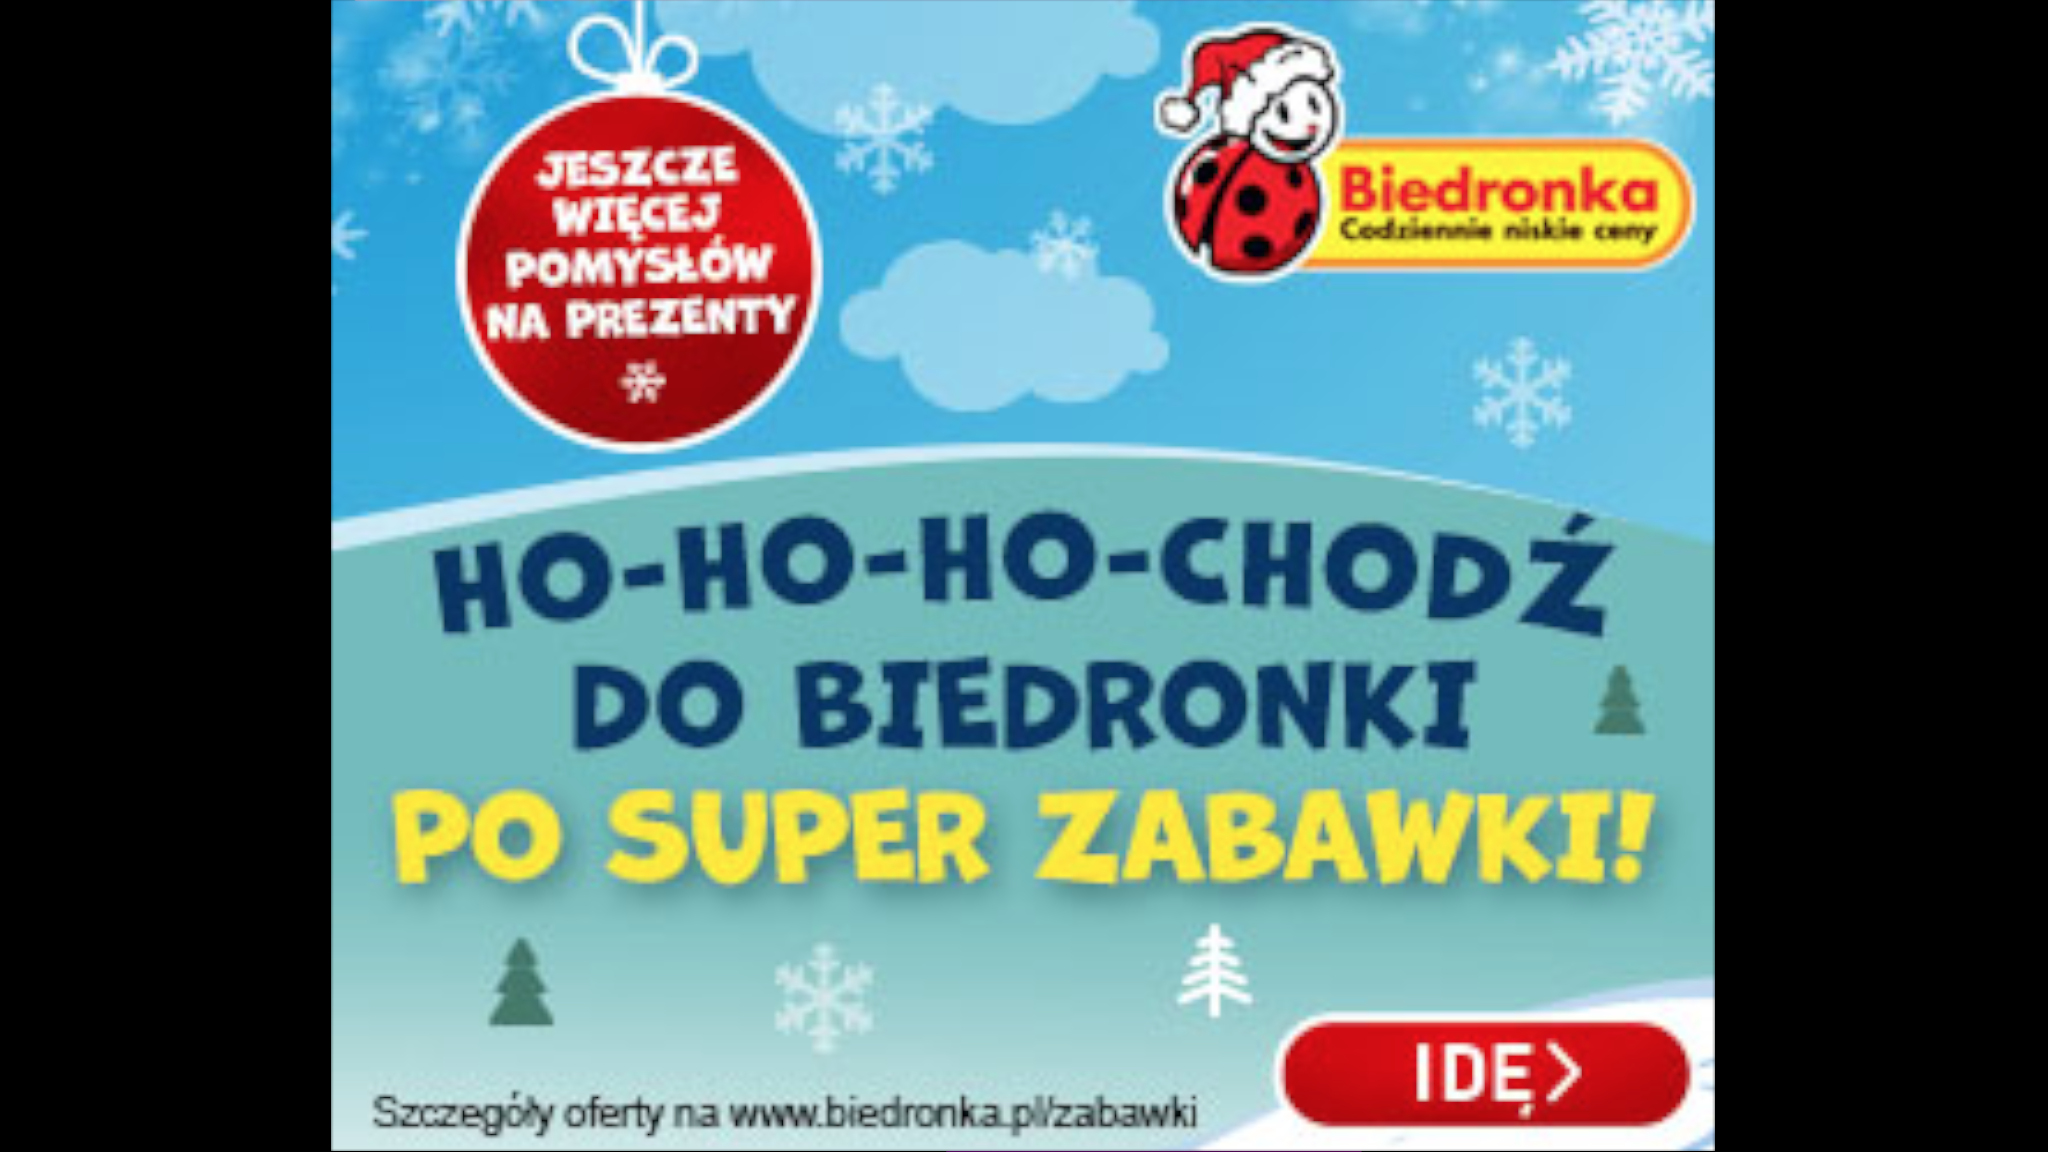 JESZCZE
WIĘCEJ
POMYSŁÓW
NA PREZENTY
Biedronka
Codziennie niskie ceny
HO-HO-HO-CHODŹ
DO BIEDRONKI
PO SUPER ZABAWKI!
IDĘ>
Szczegóły oferty na www.biedronka.pl/zabawki